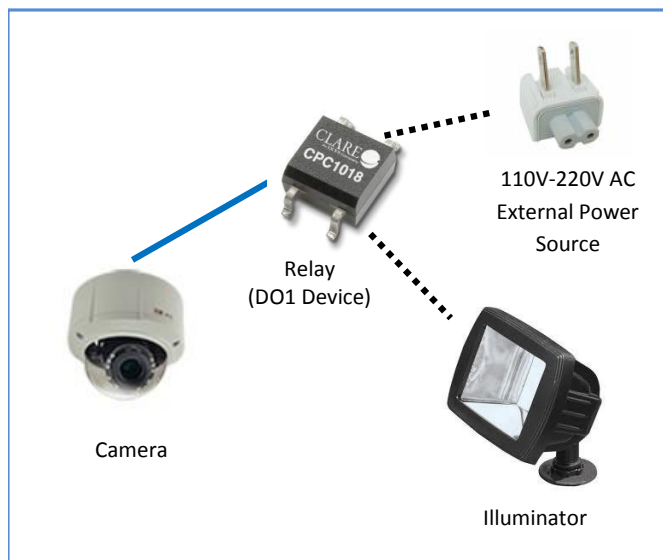 CLARE
CPC1018
110V-220V AC
External Power
Source
Relay
(DO1 Device)
Camera
Illuminator